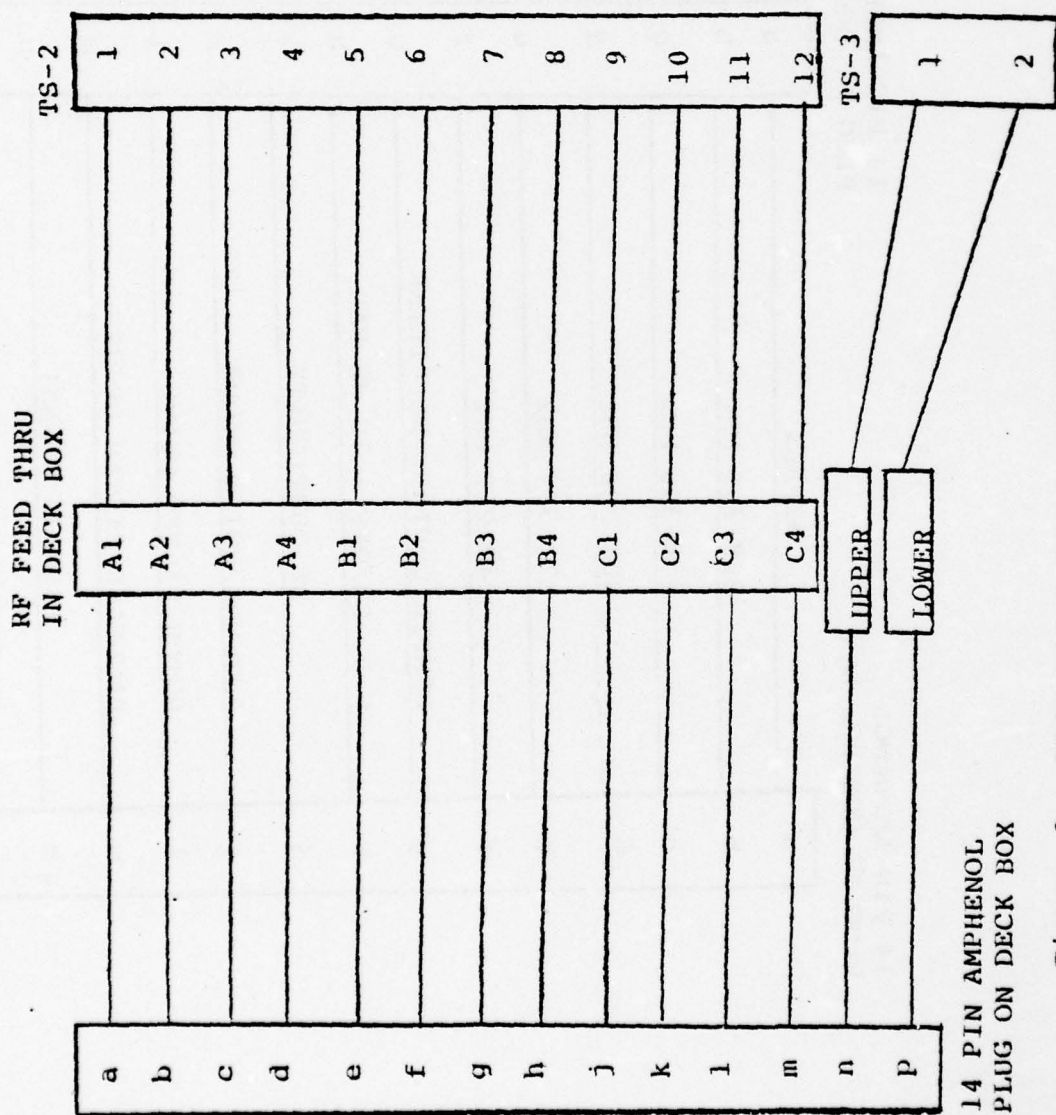 RF FEED THRU
IN DECK BOX
TS-2
a A1 1
b A2 2
c A3 3
d A4 4
e B1 5
f B2 6
g B3 7
h B4 8
j C1 9
k C2 10
l C3 11
m C4 12
TS-3
n UPPER 1
p LOWER 2
14 PIN AMPHENOL
PLUG ON DECK BOX